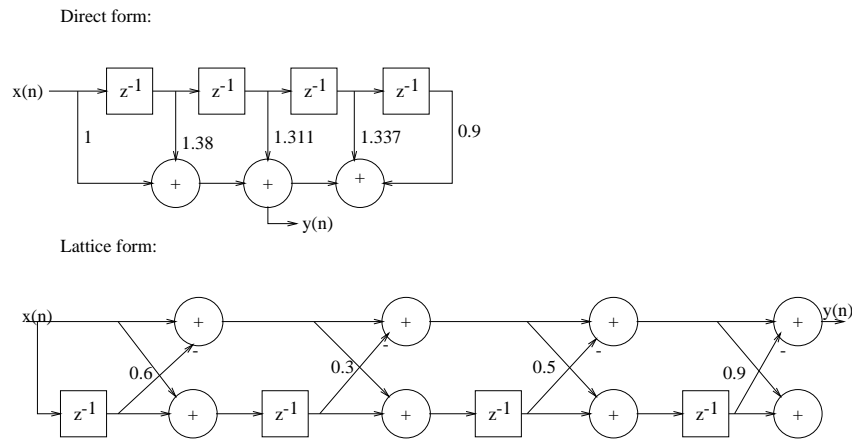 Direct form:
x(n) z-1 z-1 z-1 z-1
1 1.38 1.311 1.337 0.9
+ + +
y(n)
Lattice form:
x(n) + + + + y(n)
- - - -
0.6 0.3 0.5 0.9
z-1 + z-1 + z-1 + z-1 +